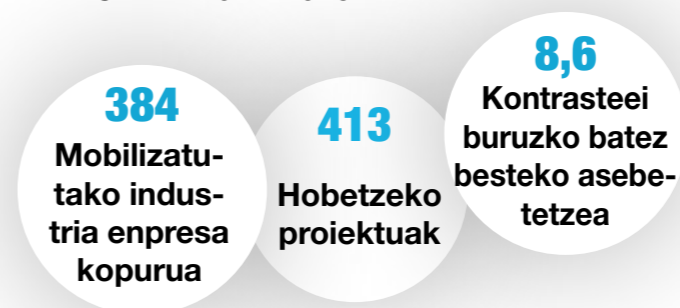 384
Mobilizatu-
tako indus-
tria enpresa
kopurua
413
Hobetzeko
proiektuak
8,6
Kontrasteei
buruzko batez
besteko asebe-
tetzea